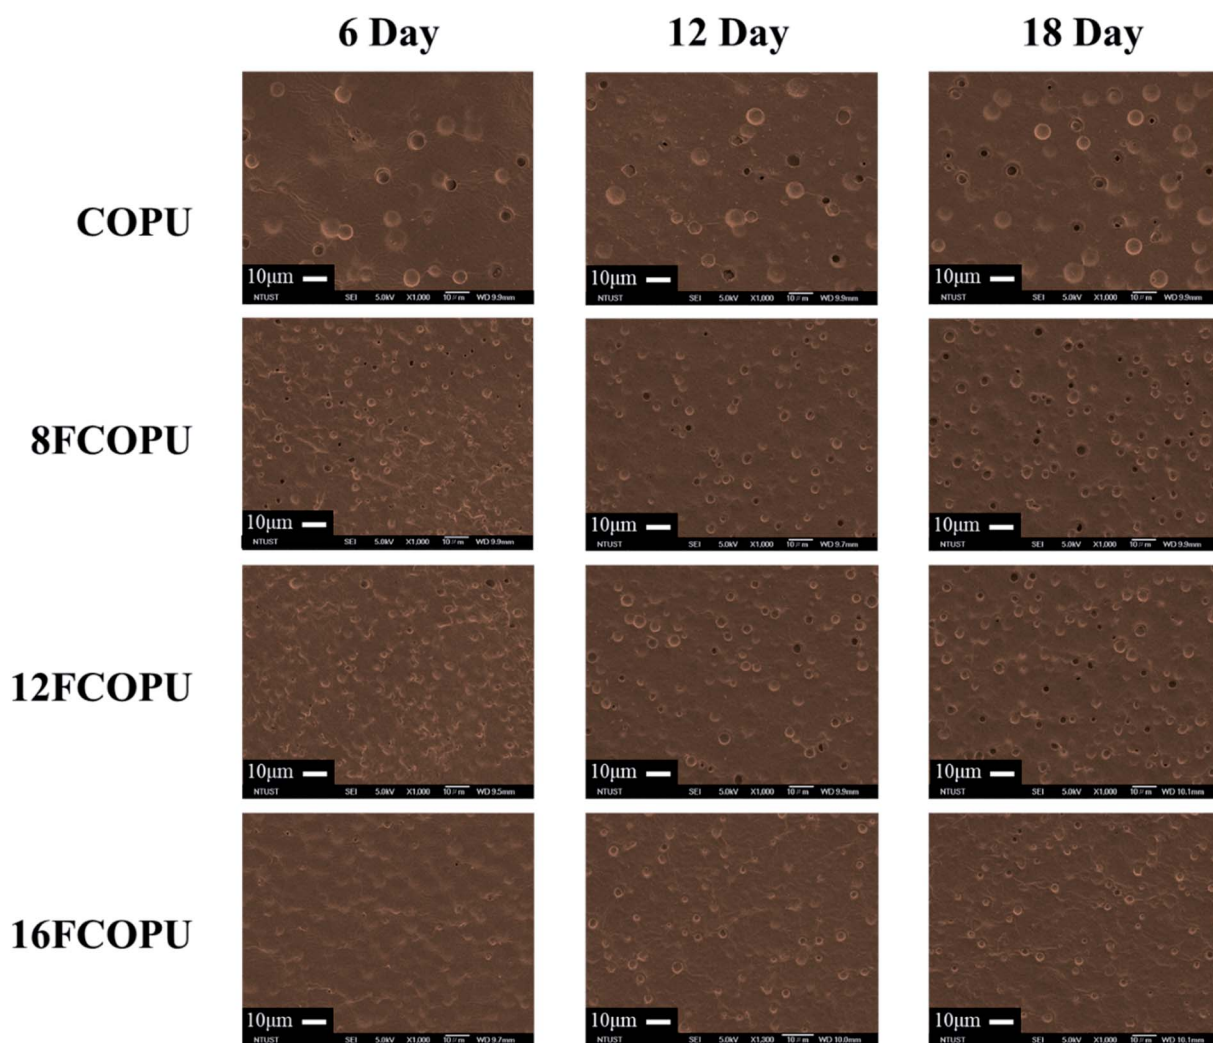 6 Day 12 Day 18 Day
COPU
10μm 10μm 10μm
NTUST SEI 5.0kV X1,000 10μm WD 9.9mm NTUST SEI 5.0kV X1,000 10μm WD 9.9mm NTUST SEI 5.0kV X1,000 10μm WD 9.9mm
8FCOPU
10μm 10μm 10μm
NTUST SEI 5.0kV X1,000 10μm WD 9.9mm NTUST SEI 5.0kV X1,000 10μm WD 9.7mm NTUST SEI 5.0kV X1,000 10μm WD 9.9mm
12FCOPU
10μm 10μm 10μm
NTUST SEI 5.0kV X1,000 10μm WD 9.5mm NTUST SEI 5.0kV X1,000 10μm WD 9.9mm NTUST SEI 5.0kV X1,000 10μm WD 10.1mm
16FCOPU
10μm 10μm 10μm
NTUST SEI 5.0kV X1,000 10μm WD 9.7mm NTUST SEI 5.0kV X1,300 10μm WD 10.0mm NTUST SEI 5.0kV X1,000 10μm WD 10.1mm